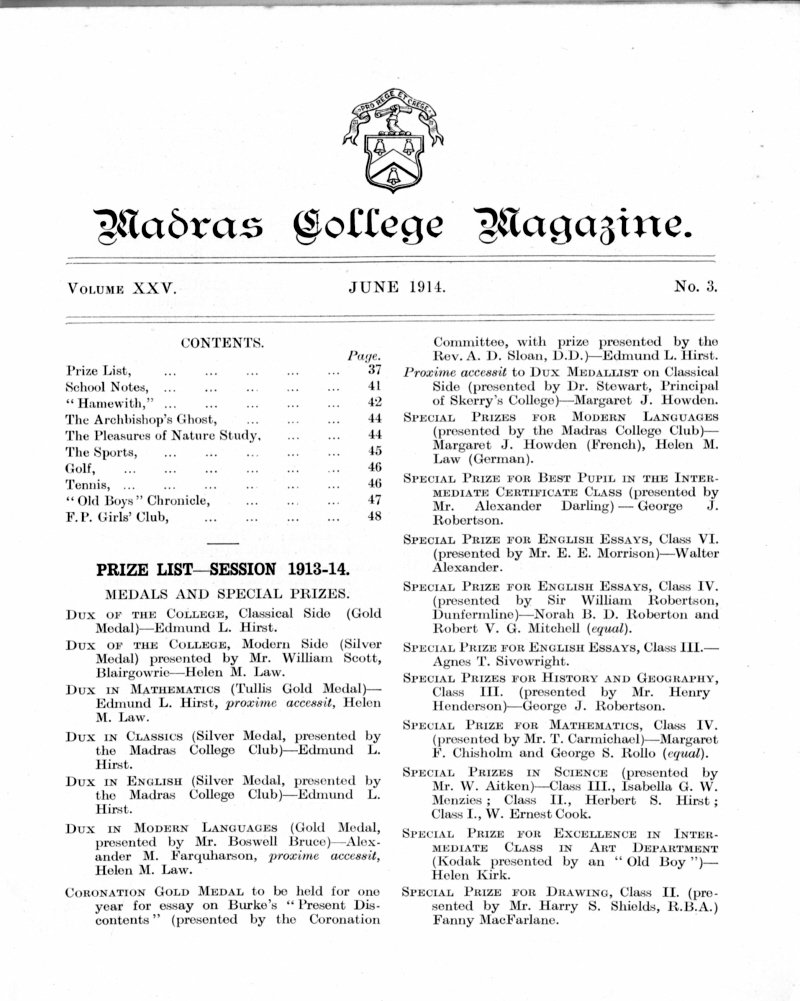 PRO REGE ET GREGE
Madras College Magazine.
VOLUME XXV. JUNE 1914. No. 3.
CONTENTS.
Page.
Prize List, ... ... ... ... ... 37
School Notes, ... ... ... ... ... 41
“ Hamewith,” ... ... ... ... ... 42
The Archbishop's Ghost, ... ... ... 44
The Pleasures of Nature Study, ... ... 44
The Sports, ... ... ... ... ... 45
Golf, ... ... ... ... ... ... 46
Tennis, ... ... ... ... ... ... 46
“ Old Boys ” Chronicle, ... ... ... 47
F.P. Girls' Club, ... ... ... ... 48
PRIZE LIST—SESSION 1913-14.
MEDALS AND SPECIAL PRIZES.
DUX OF THE COLLEGE, Classical Side (Gold
Medal)—Edmund L. Hirst.
DUX OF THE COLLEGE, Modern Side (Silver
Medal) presented by Mr. William Scott,
Blairgowrie—Helen M. Law.
DUX IN MATHEMATICS (Tullis Gold Medal)—
Edmund L. Hirst, proxime accessit, Helen
M. Law.
DUX IN CLASSICS (Silver Medal, presented by
the Madras College Club)—Edmund L.
Hirst.
DUX IN ENGLISH (Silver Medal, presented by
the Madras College Club)—Edmund L.
Hirst.
DUX IN MODERN LANGUAGES (Gold Medal,
presented by Mr. Boswell Bruce)—Alex-
ander M. Farquharson, proxime accessit,
Helen M. Law.
CORONATION GOLD MEDAL to be held for one
year for essay on Burke's “ Present Dis-
contents ” (presented by the Coronation
Committee, with prize presented by the
Rev. A. D. Sloan, D.D.)—Edmund L. Hirst.
Proxime accessit to DUX MEDALLIST on Classical
Side (presented by Dr. Stewart, Principal
of Skerry's College)—Margaret J. Howden.
SPECIAL PRIZES FOR MODERN LANGUAGES
(presented by the Madras College Club)—
Margaret J. Howden (French), Helen M.
Law (German).
SPECIAL PRIZE FOR BEST PUPIL IN THE INTER-
MEDIATE CERTIFICATE CLASS (presented by
Mr. Alexander Darling) — George J.
Robertson.
SPECIAL PRIZE FOR ENGLISH ESSAYS, Class VI.
(presented by Mr. E. E. Morrison)—Walter
Alexander.
SPECIAL PRIZE FOR ENGLISH ESSAYS, Class IV.
(presented by Sir William Robertson,
Dunfermline)—Norah B. D. Roberton and
Robert V. G. Mitchell (equal).
SPECIAL PRIZE FOR ENGLISH ESSAYS, Class III.—
Agnes T. Sivewright.
SPECIAL PRIZES FOR HISTORY AND GEOGRAPHY,
Class III. (presented by Mr. Henry
Henderson)—George J. Robertson.
SPECIAL PRIZE FOR MATHEMATICS, Class IV.
(presented by Mr. T. Carmichael)—Margaret
F. Chisholm and George S. Rollo (equal).
SPECIAL PRIZES IN SCIENCE (presented by
Mr. W. Aitken)—Class III., Isabella G. W.
Menzies ; Class II., Herbert S. Hirst ;
Class I., W. Ernest Cook.
SPECIAL PRIZE FOR EXCELLENCE IN INTER-
MEDIATE CLASS IN ART DEPARTMENT
(Kodak presented by an “ Old Boy ”)—
Helen Kirk.
SPECIAL PRIZE FOR DRAWING, Class II. (pre-
sented by Mr. Harry S. Shields, R.B.A.)
Fanny MacFarlane.